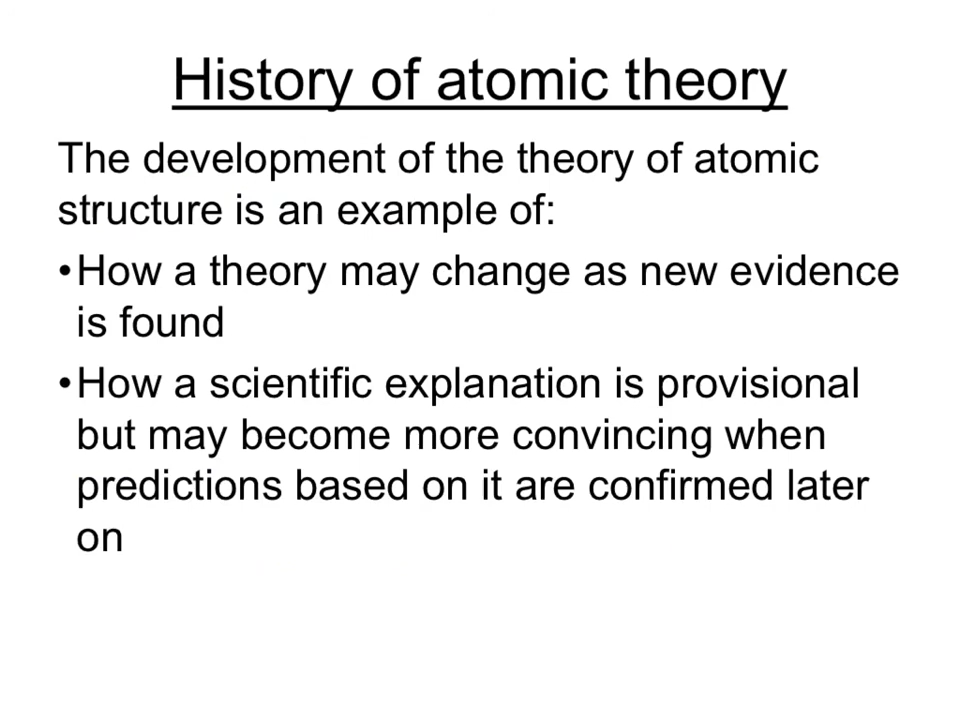 History of atomic theory
The development of the theory of atomic
structure is an example of:
•How a theory may change as new evidence
is found
•How a scientific explanation is provisional
but may become more convincing when
predictions based on it are confirmed later
on